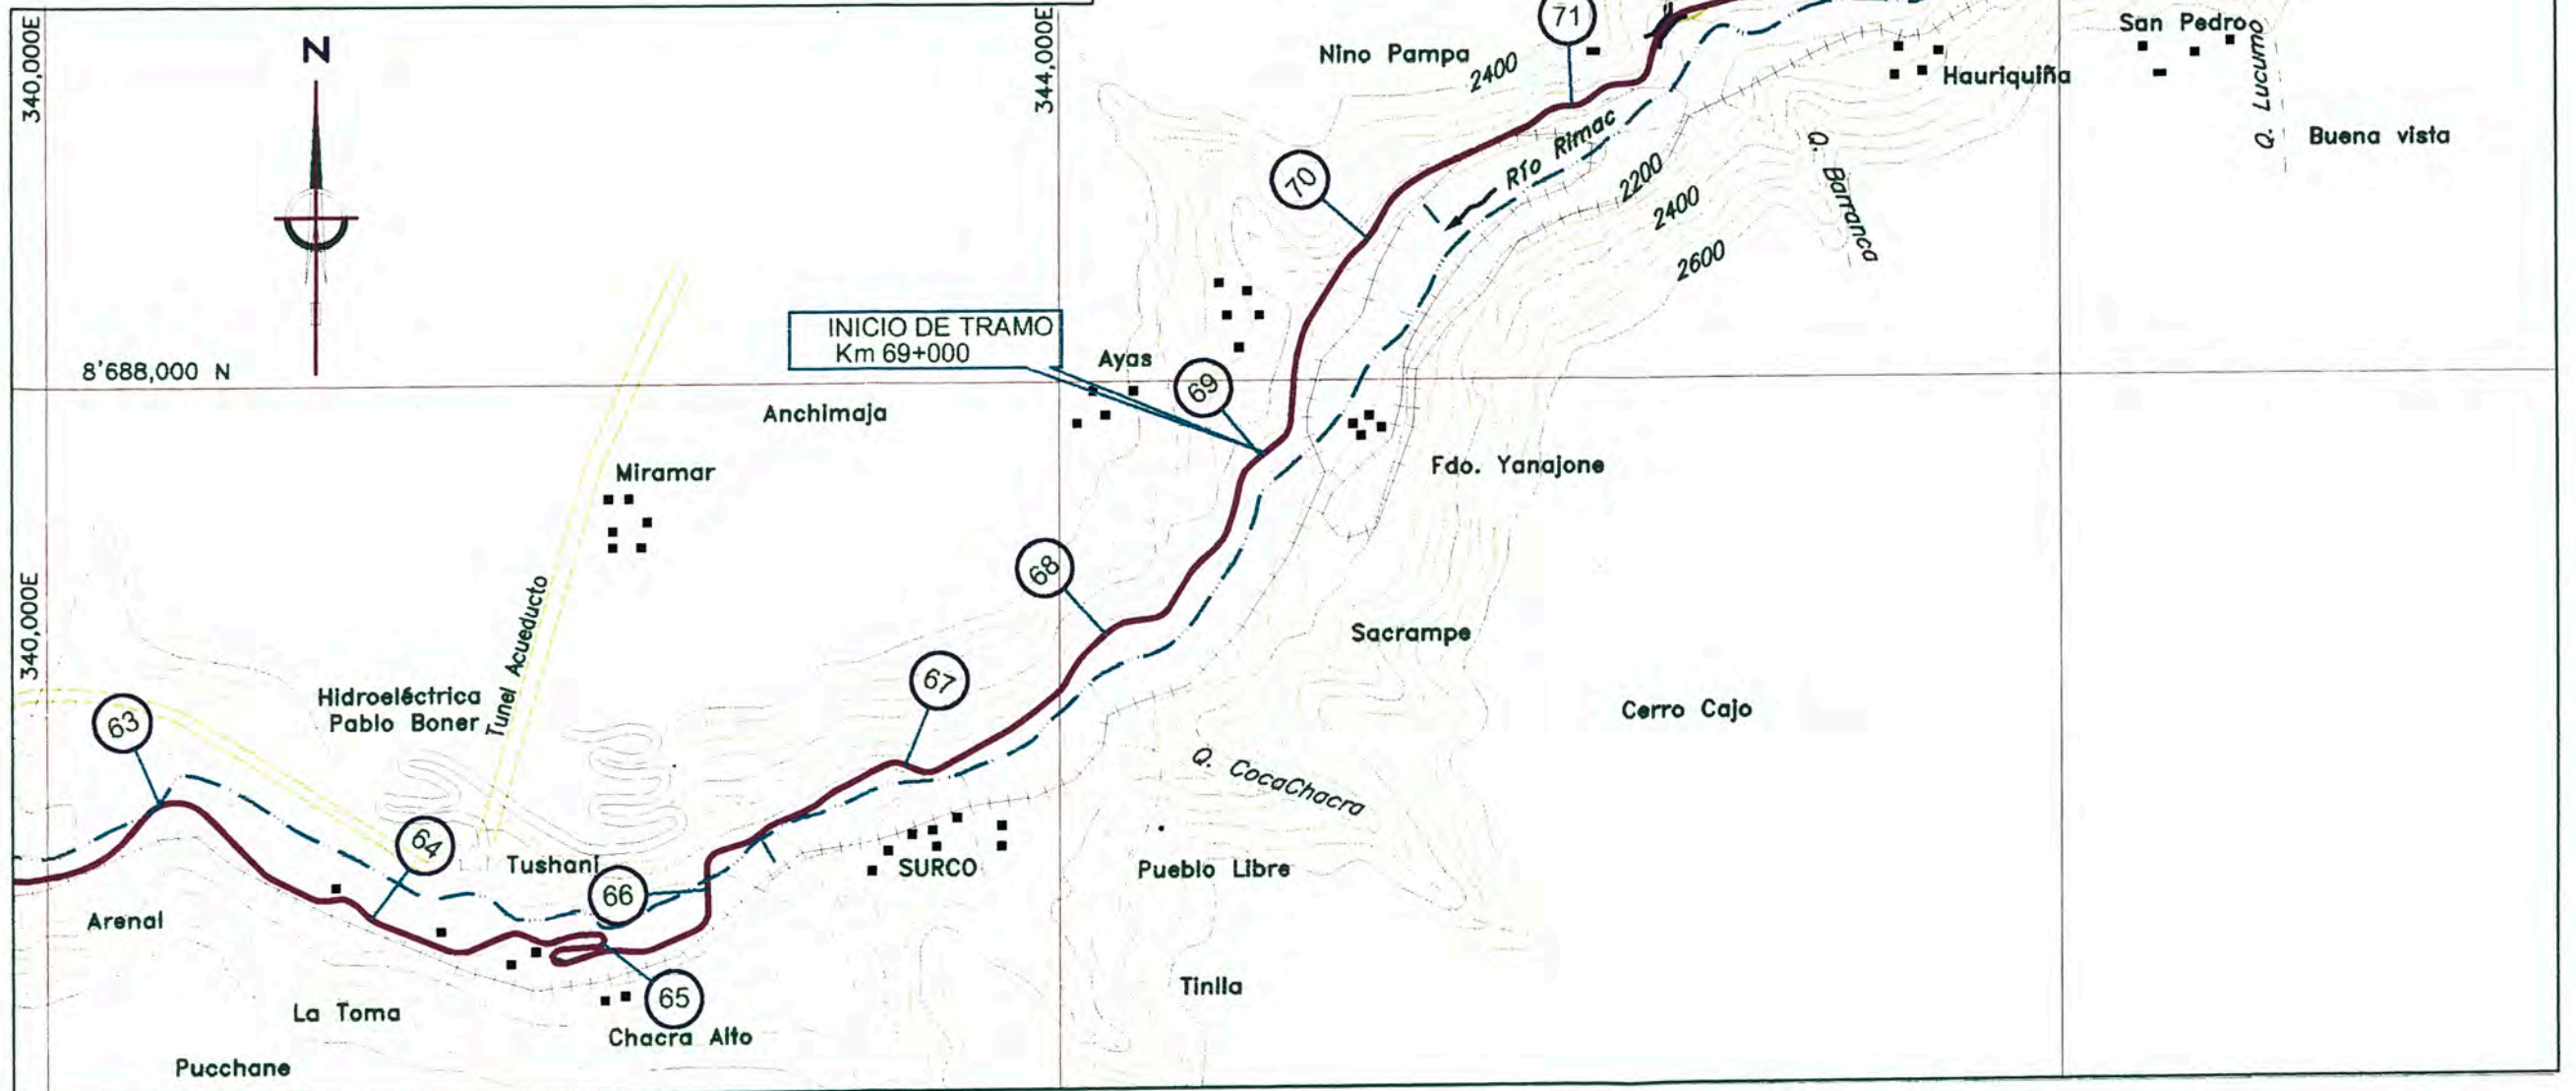 340,000E
N
344,000E
71
Nino Pampa
2400
San Pedro
Hauriquiña
Q. Lucumo
Buena vista
Río Rimac
70
2200
2400
2600
Q. Barranca
INICIO DE TRAMO
Km 69+000
Ayas
8'688,000 N
69
Anchimaja
Miramar
Fdo. Yanajone
340,000E
68
Tunel Acueducto
Sacrampe
67
Hidroeléctrica
Pablo Boner
63
Cerro Cajo
Q. CocaChacra
64
Tushani
SURCO
Pueblo Libre
66
Arenal
65
Tinlla
La Toma
Chacra Alto
Pucchane